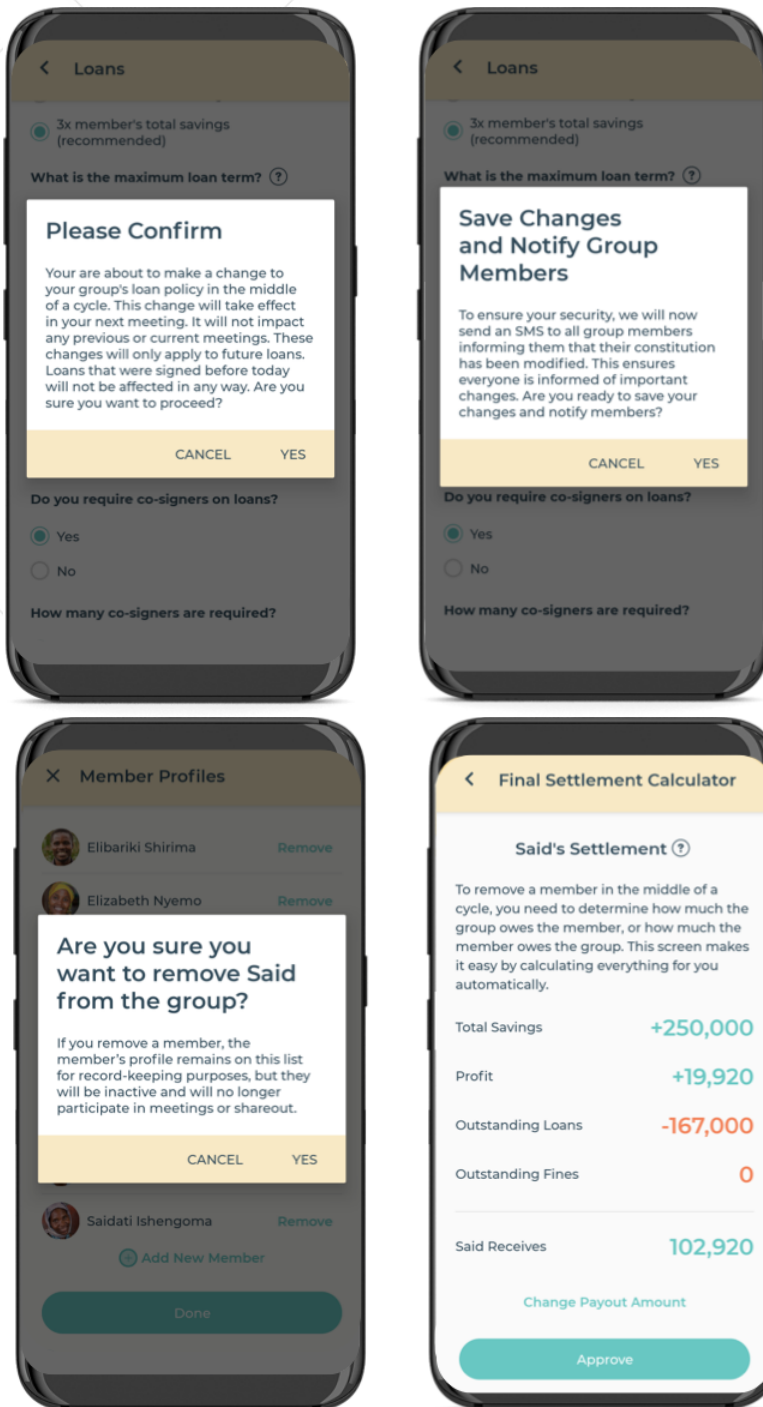 Loans
3x member's total savings
(recommended)
What is the maximum loan term? ?
Please Confirm
Your are about to make a change to
your group's loan policy in the middle
of a cycle. This change will take effect
in your next meeting. It will not impact
any previous or current meetings. These
changes will only apply to future loans.
Loans that were signed before today
will not be affected in any way. Are you
sure you want to proceed?
CANCEL YES
Do you require co-signers on loans?
Yes
No
How many co-signers are required?
Loans
3x member's total savings
(recommended)
What is the maximum loan term? ?
Save Changes
and Notify Group
Members
To ensure your security, we will now
send an SMS to all group members
informing them that their constitution
has been modified. This ensures
everyone is informed of important
changes. Are you ready to save your
changes and notify members?
CANCEL YES
Do you require co-signers on loans?
Yes
No
How many co-signers are required?
Member Profiles
Elibariki Shirima Remove
Elizabeth Nyemo Remove
Are you sure you
want to remove Said
from the group?
If you remove a member, the
member's profile remains on this list
for record-keeping purposes, but they
will be inactive and will no longer
participate in meetings or shareout.
CANCEL YES
Saidati Ishengoma Remove
Add New Member
Done
Final Settlement Calculator
Said's Settlement ?
To remove a member in the middle of a
cycle, you need to determine how much the
group owes the member, or how much the
member owes the group. This screen makes
it easy by calculating everything for you
automatically.
Total Savings +250,000
Profit +19,920
Outstanding Loans -167,000
Outstanding Fines 0
Said Receives 102,920
Change Payout Amount
Approve